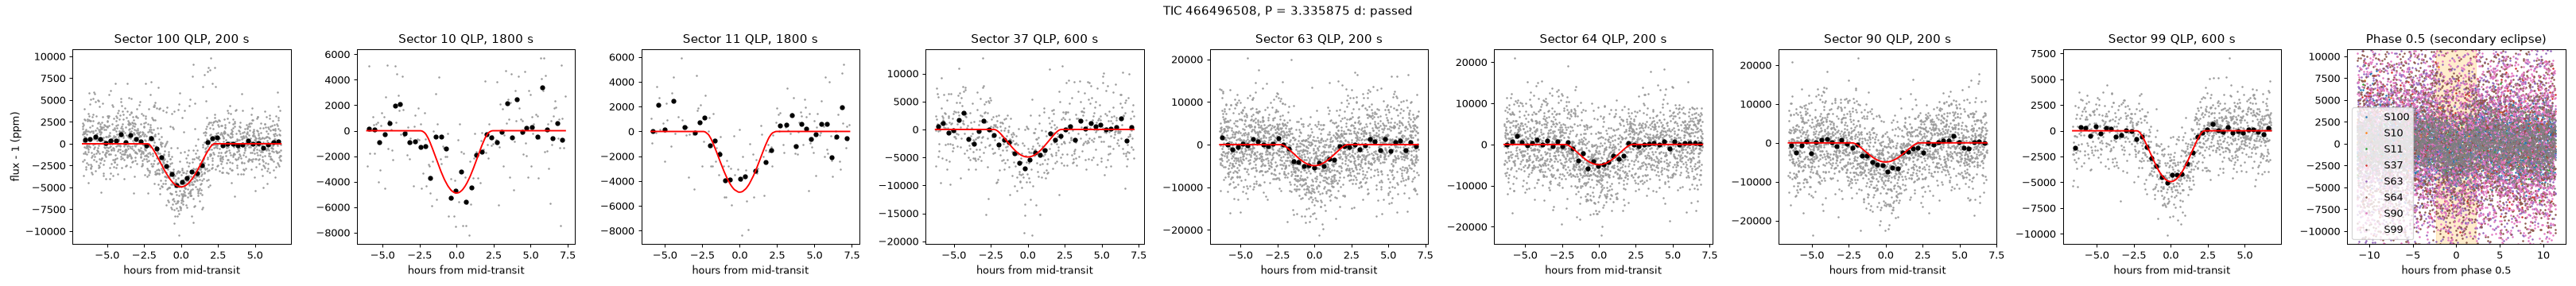 TIC 466496508, P = 3.335875 d: passed
Sector 100 QLP, 200 s
Sector 10 QLP, 1800 s
Sector 11 QLP, 1800 s
Sector 37 QLP, 600 s
Sector 63 QLP, 200 s
Sector 64 QLP, 200 s
Sector 90 QLP, 200 s
Sector 99 QLP, 600 s
Phase 0.5 (secondary eclipse)
flux - 1 (ppm)
10000
7500
5000
2500
0
−2500
−5000
−7500
−10000
−5.0 −2.5 0.0 2.5 5.0
hours from mid-transit
6000
4000
2000
0
−2000
−4000
−6000
−8000
−5.0 −2.5 0.0 2.5 5.0 7.5
hours from mid-transit
6000
4000
2000
0
−2000
−4000
−6000
−8000
−5.0 −2.5 0.0 2.5 5.0 7.5
hours from mid-transit
10000
5000
0
−5000
−10000
−15000
−20000
−5.0 −2.5 0.0 2.5 5.0 7.5
hours from mid-transit
20000
10000
0
−10000
−20000
−5.0 −2.5 0.0 2.5 5.0 7.5
hours from mid-transit
20000
10000
0
−10000
−20000
−5.0 −2.5 0.0 2.5 5.0 7.5
hours from mid-transit
20000
10000
0
−10000
−20000
−5.0 −2.5 0.0 2.5 5.0 7.5
hours from mid-transit
7500
5000
2500
0
−2500
−5000
−7500
−10000
−5.0 −2.5 0.0 2.5 5.0
hours from mid-transit
10000
7500
5000
2500
0
−2500
−5000
−7500
−10000
S100
S10
S11
S37
S63
S64
S90
S99
−10 −5 0 5 10
hours from phase 0.5